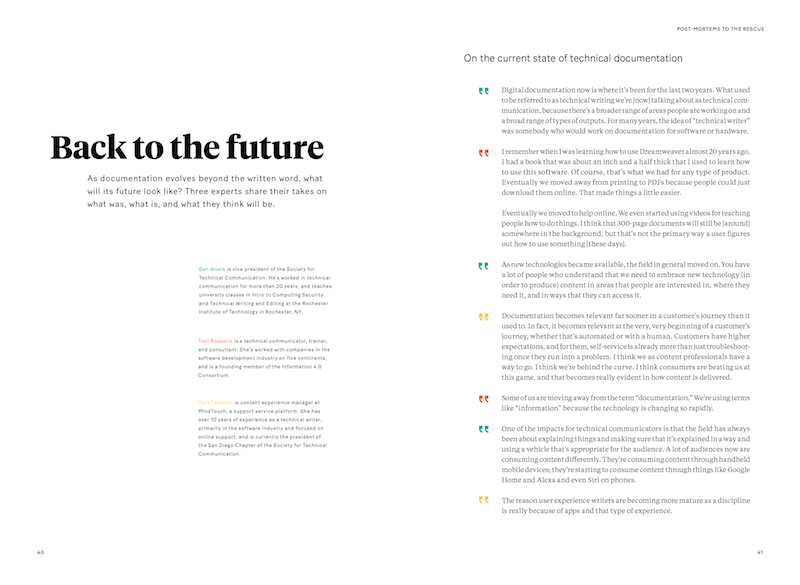 Back to the future
As documentation evolves beyond the written word, what
will its future look like? Three experts share their takes on
what was, what is, and what they think will be.
Ben Woelk is vice president of the Society for
Technical Communication. He's worked in technical
communication for more than 20 years, and teaches
university classes in Intro to Computing Security
and Technical Writing and Editing at the Rochester
Institute of Technology in Rochester, NY.
Toni Ressaire is a technical communicator, trainer,
and consultant. She's worked with companies in the
software development industry on five continents,
and is a founding member of the Information 4.0
Consortium.
Sara Feldman is content experience manager at
MindTouch, a support service platform. She has
over 10 years of experience as a technical writer,
primarily in the software industry and focused on
online support, and is currently the president of
the San Diego Chapter of the Society for Technical
Communication.
40
POST-MORTEMS TO THE RESCUE
On the current state of technical documentation
Digital documentation now is where it's been for the last two years. What used
to be referred to as technical writing we're [now] talking about as technical com-
munication, because there's a broader range of areas people are working on and
a broad range of types of outputs. For many years, the idea of "technical writer"
was somebody who would work on documentation for software or hardware.
I remember when I was learning how to use Dreamweaver almost 20 years ago,
I had a book that was about an inch and a half thick that I used to learn how
to use this software. Of course, that's what we had for any type of product.
Eventually we moved away from printing to PDFs because people could just
download them online. That made things a little easier.
Eventually we moved to help online. We even started using videos for teaching
people how to do things. I think that 300-page documents will still be [around]
somewhere in the background, but that's not the primary way a user figures
out how to use something [these days].
As new technologies became available, the field in general moved on. You have
a lot of people who understand that we need to embrace new technology [in
order to produce] content in areas that people are interested in, where they
need it, and in ways that they can access it.
Documentation becomes relevant far sooner in a customer's journey than it
used to. In fact, it becomes relevant at the very, very beginning of a customer's
journey, whether that's automated or with a human. Customers have higher
expectations, and for them, self-service is already more than just troubleshoot-
ing once they run into a problem. I think we as content professionals have a
way to go. I think we're behind the curve. I think consumers are beating us at
this game, and that becomes really evident in how content is delivered.
Some of us are moving away from the term "documentation." We're using terms
like "information" because the technology is changing so rapidly.
One of the impacts for technical communicators is that the field has always
been about explaining things and making sure that it's explained in a way and
using a vehicle that's appropriate for the audience. A lot of audiences now are
consuming content differently. They're consuming content through handheld
mobile devices; they're starting to consume content through things like Google
Home and Alexa and even Siri on phones.
The reason user experience writers are becoming more mature as a discipline
is really because of apps and that type of experience.
41